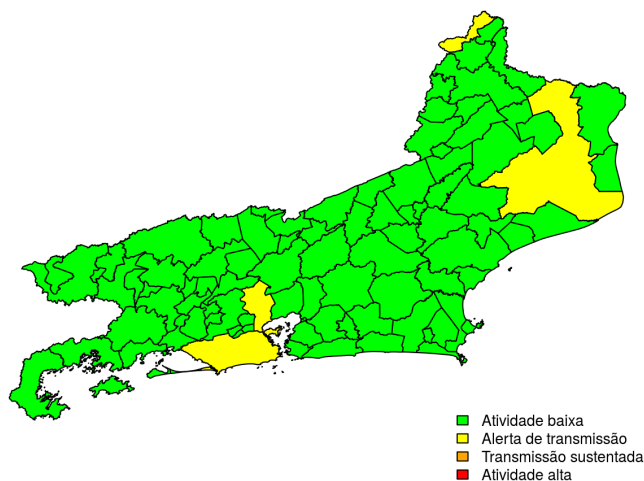 Atividade baixa
Alerta de transmissão
Transmissão sustentada
Atividade alta